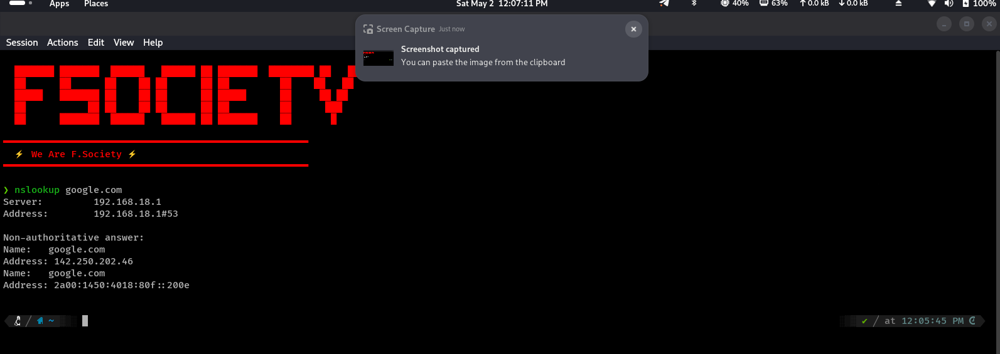 Apps Places Sat May 2 12:07:11 PM 40% 63% ↑0.0 kB ↓0.0 kB 100%
Screen Capture Just now
Screenshot captured
You can paste the image from the clipboard
Session Actions Edit View Help
FSOCIETY
⚡ We Are F.Society ⚡
❯ nslookup google.com
Server: 192.168.18.1
Address: 192.168.18.1#53
Non-authoritative answer:
Name: google.com
Address: 142.250.202.46
Name: google.com
Address: 2a00:1450:4018:80f::200e
/ ~ ✔ / at 12:05:45 PM